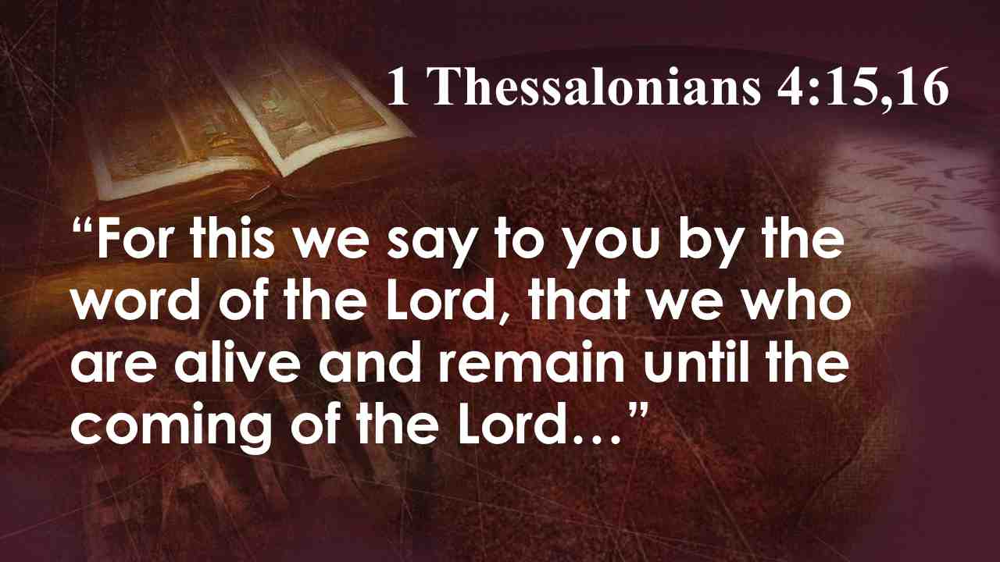 1 Thessalonians 4:15,16
“For this we say to you by the
word of the Lord, that we who
are alive and remain until the
coming of the Lord…”